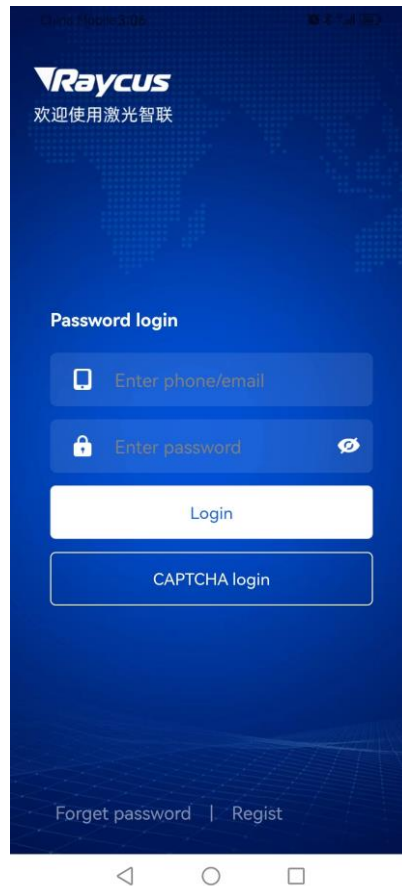 Raycus
欢迎使用激光智联
Password login
Enter phone/email
Enter password
Login
CAPTCHA login
Forget password | Regist